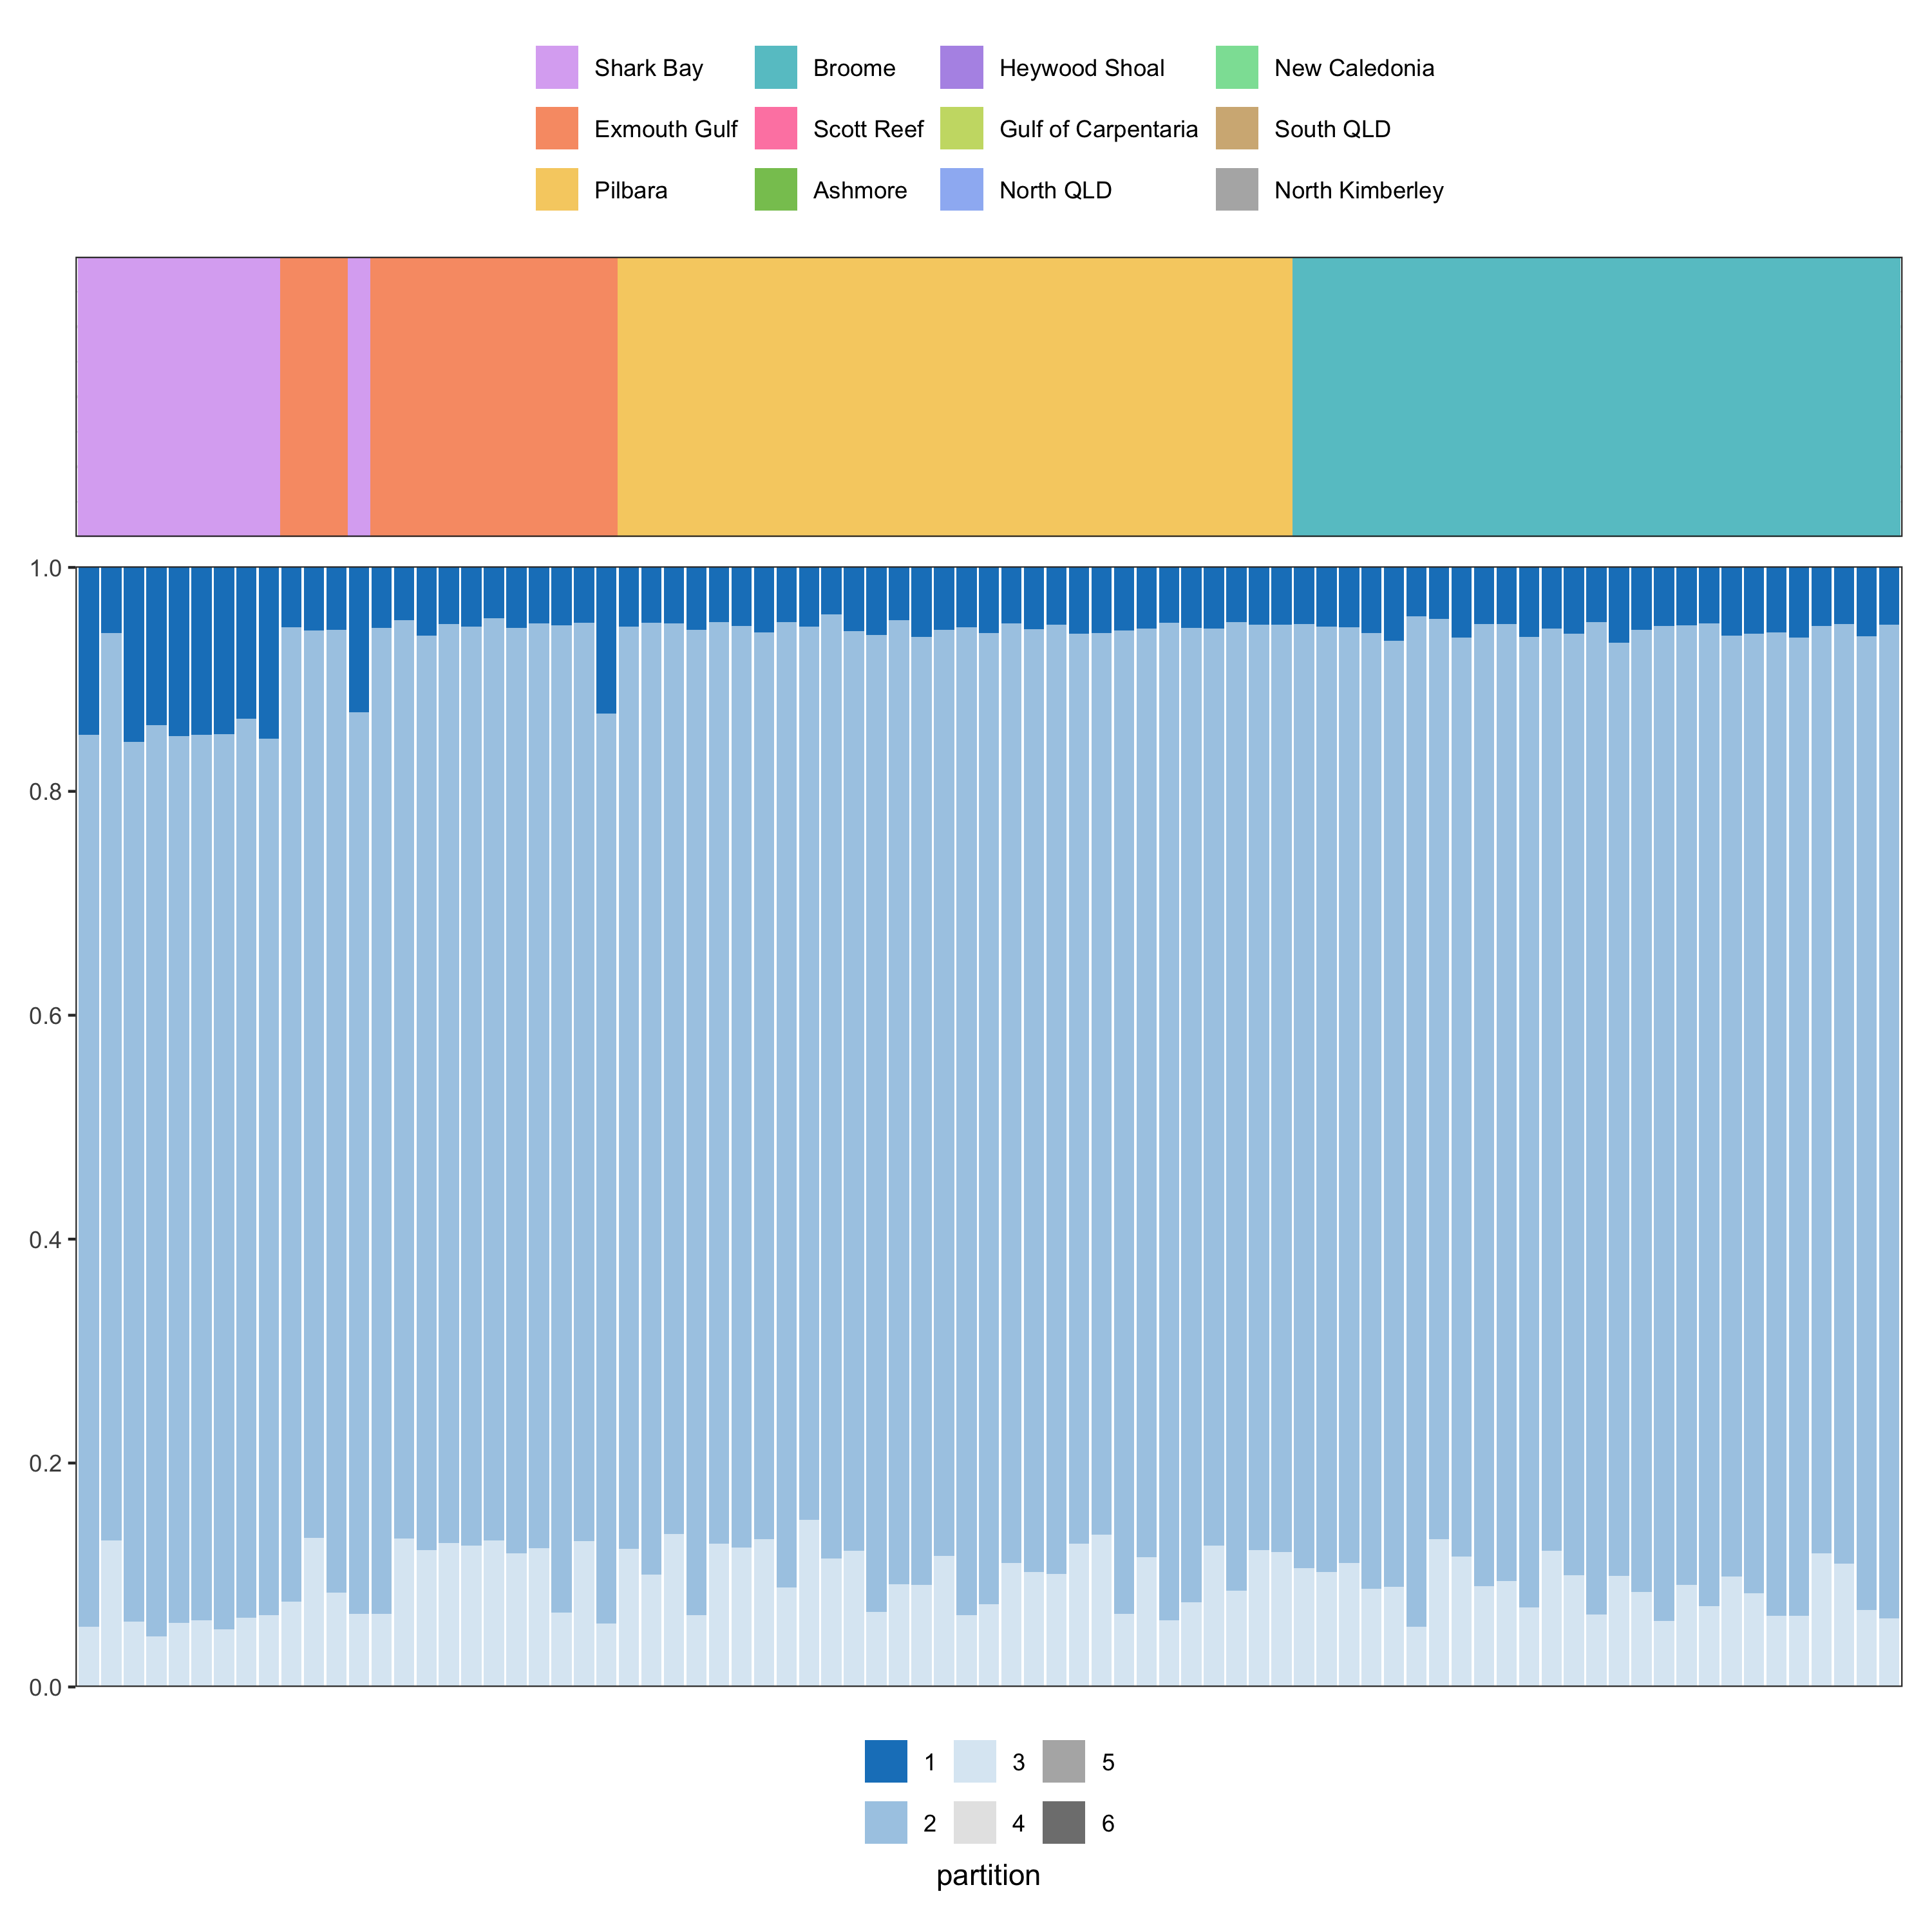 Shark Bay Broome Heywood Shoal New Caledonia
Exmouth Gulf Scott Reef Gulf of Carpentaria South QLD
Pilbara Ashmore North QLD North Kimberley
1.0
0.8
0.6
0.4
0.2
0.0
1 3 5
2 4 6
partition